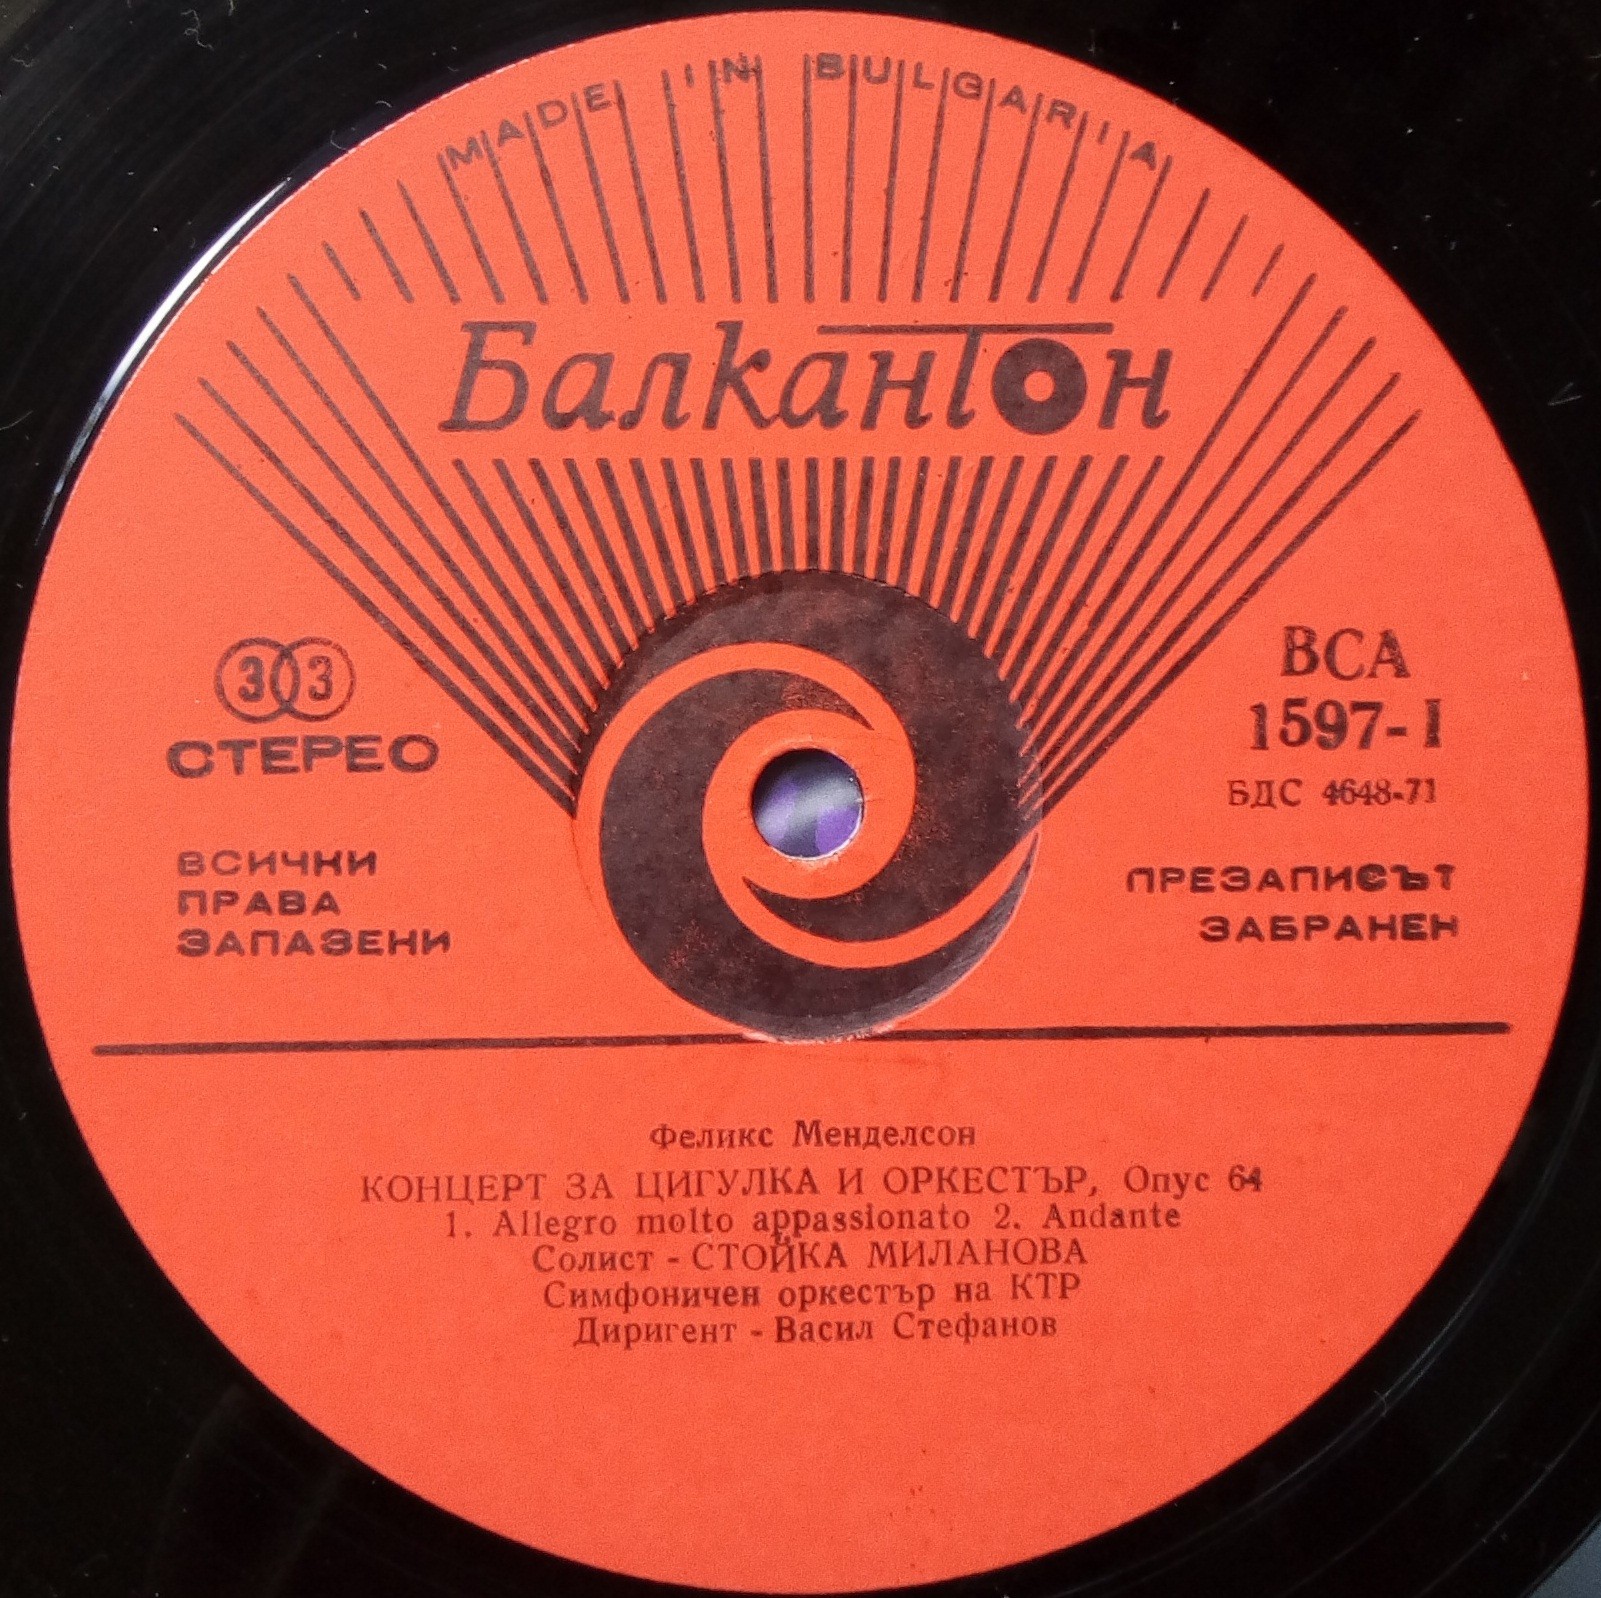 MADE IN BULGARIA
Балкантон
33
СТЕРЕО
ВСИЧКИ
ПРАВА
ЗАПАЗЕНИ
ВСА
1597-I
БДС 4648-71
ПРЕЗАПИСЪТ
ЗАБРАНЕН
Феликс Менделсон
КОНЦЕРТ ЗА ЦИГУЛКА И ОРКЕСТЪР, Опус 64
1. Allegro molto appassionato 2. Andante
Солист - СТОЙКА МИЛАНОВА
Симфоничен оркестър на КТР
Диригент - Васил Стефанов